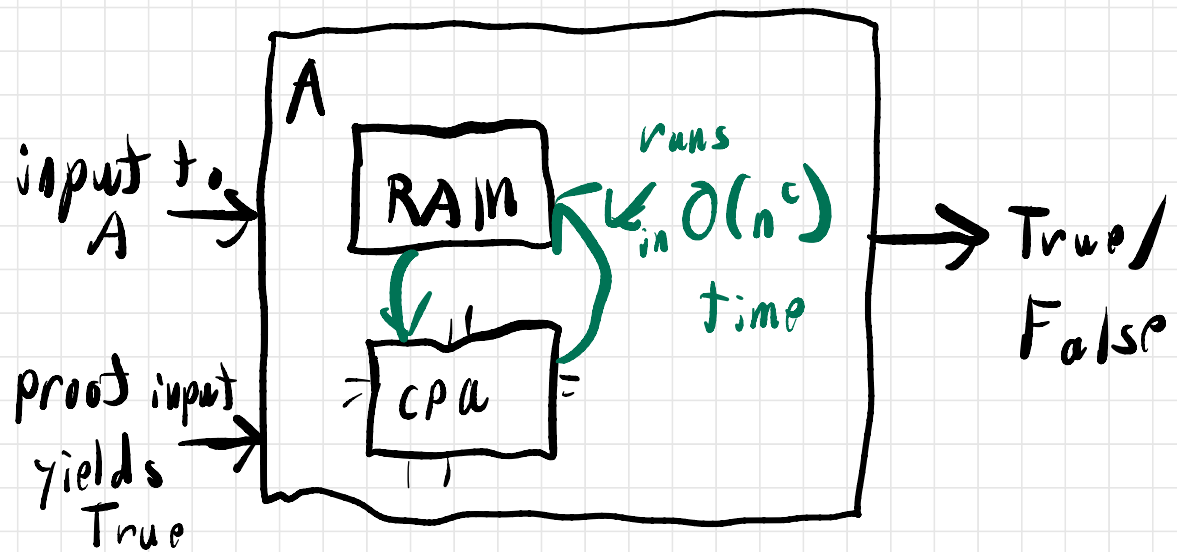 A
input to
A
RAM
runs
in O(n^c)
time
True/
False
proof input
yields
True
cpu